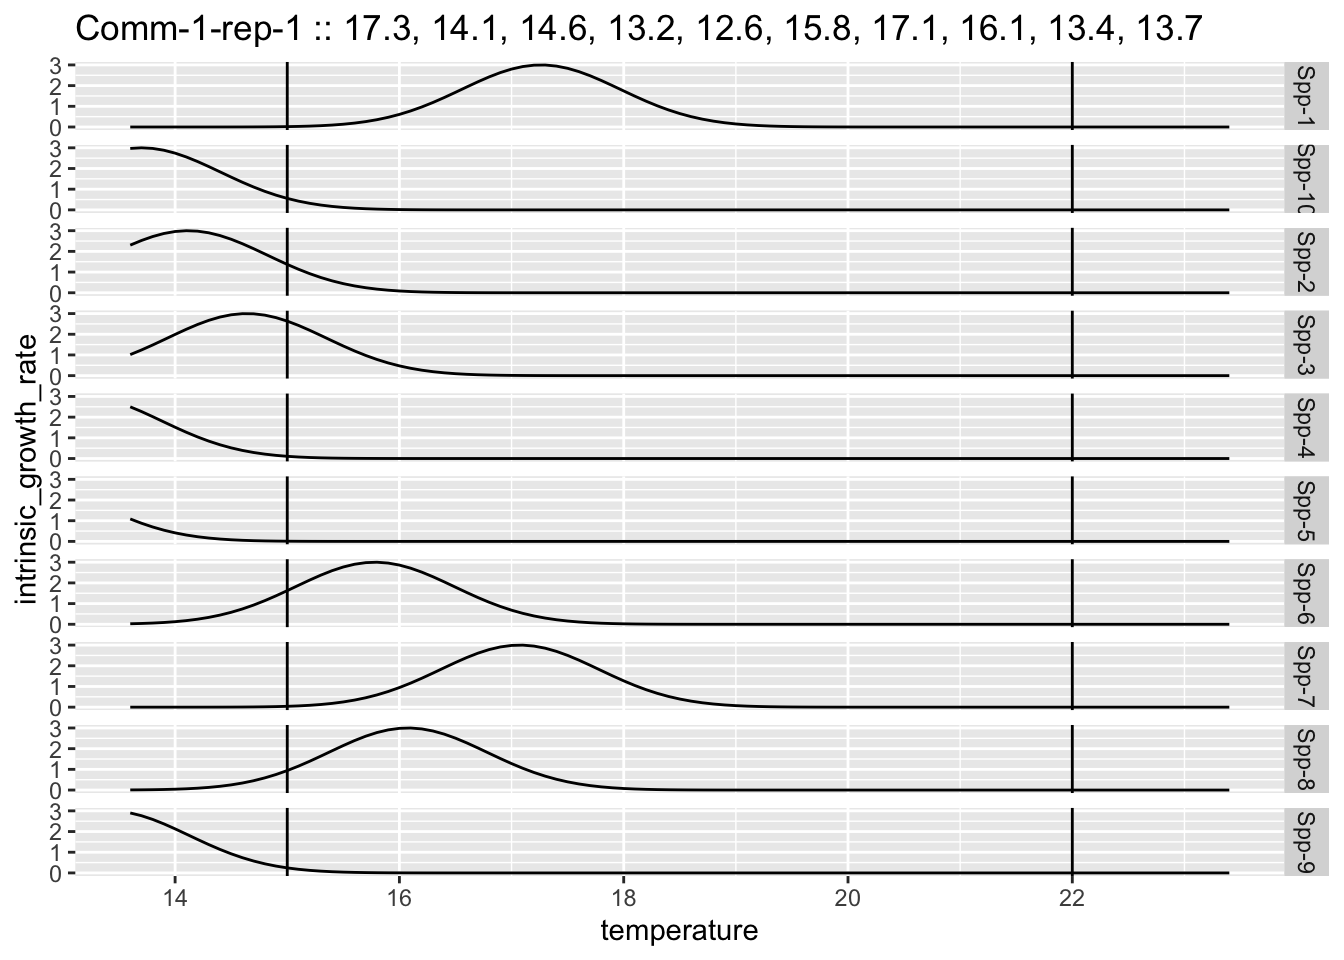 Comm-1-rep-1 :: 17.3, 14.1, 14.6, 13.2, 12.6, 15.8, 17.1, 16.1, 13.4, 13.7
intrinsic_growth_rate
3
2
1
0
Spp-1
3
2
1
0
Spp-10
3
2
1
0
Spp-2
3
2
1
0
Spp-3
3
2
1
0
Spp-4
3
2
1
0
Spp-5
3
2
1
0
Spp-6
3
2
1
0
Spp-7
3
2
1
0
Spp-8
3
2
1
0
Spp-9
14 16 18 20 22
temperature